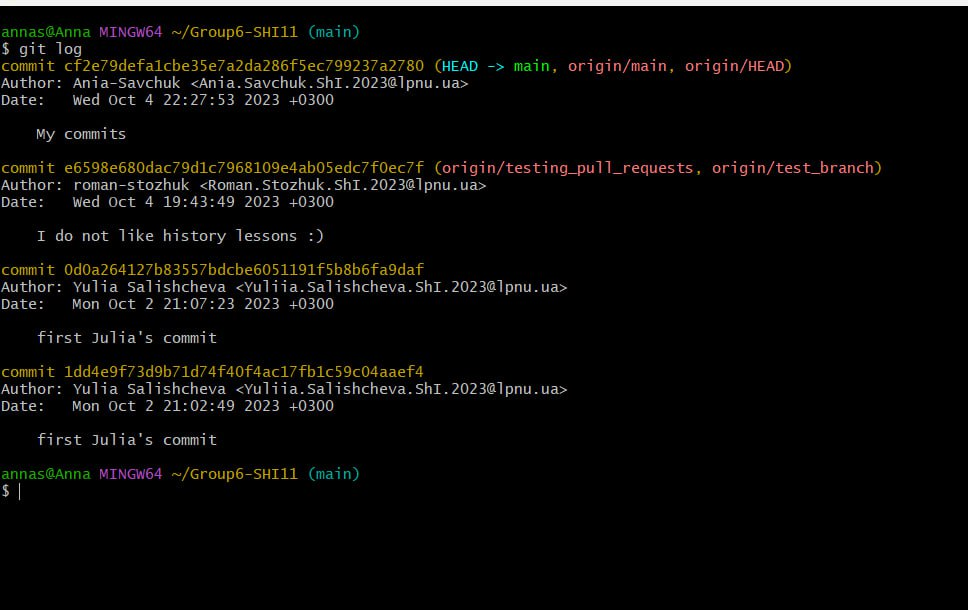 annas@Anna MINGW64 ~/Group6-SHI11 (main)
$ git log
commit cf2e79defa1cbe35e7a2da286f5ec799237a2780 (HEAD -> main, origin/main, origin/HEAD)
Author: Ania-Savchuk <Ania.Savchuk.ShI.2023@lpnu.ua>
Date:   Wed Oct 4 22:27:53 2023 +0300
    My commits
commit e6598e680dac79d1c7968109e4ab05edc7f0ec7f (origin/testing_pull_requests, origin/test_branch)
Author: roman-stozhuk <Roman.Stozhuk.ShI.2023@lpnu.ua>
Date:   Wed Oct 4 19:43:49 2023 +0300
    I do not like history lessons :)
commit 0d0a264127b83557bdcbe6051191f5b8b6fa9daf
Author: Yulia Salishcheva <Yuliia.Salishcheva.ShI.2023@lpnu.ua>
Date:   Mon Oct 2 21:07:23 2023 +0300
    first Julia's commit
commit 1dd4e9f73d9b71d74f40f4ac17fb1c59c04aaef4
Author: Yulia Salishcheva <Yuliia.Salishcheva.ShI.2023@lpnu.ua>
Date:   Mon Oct 2 21:02:49 2023 +0300
    first Julia's commit
annas@Anna MINGW64 ~/Group6-SHI11 (main)
$